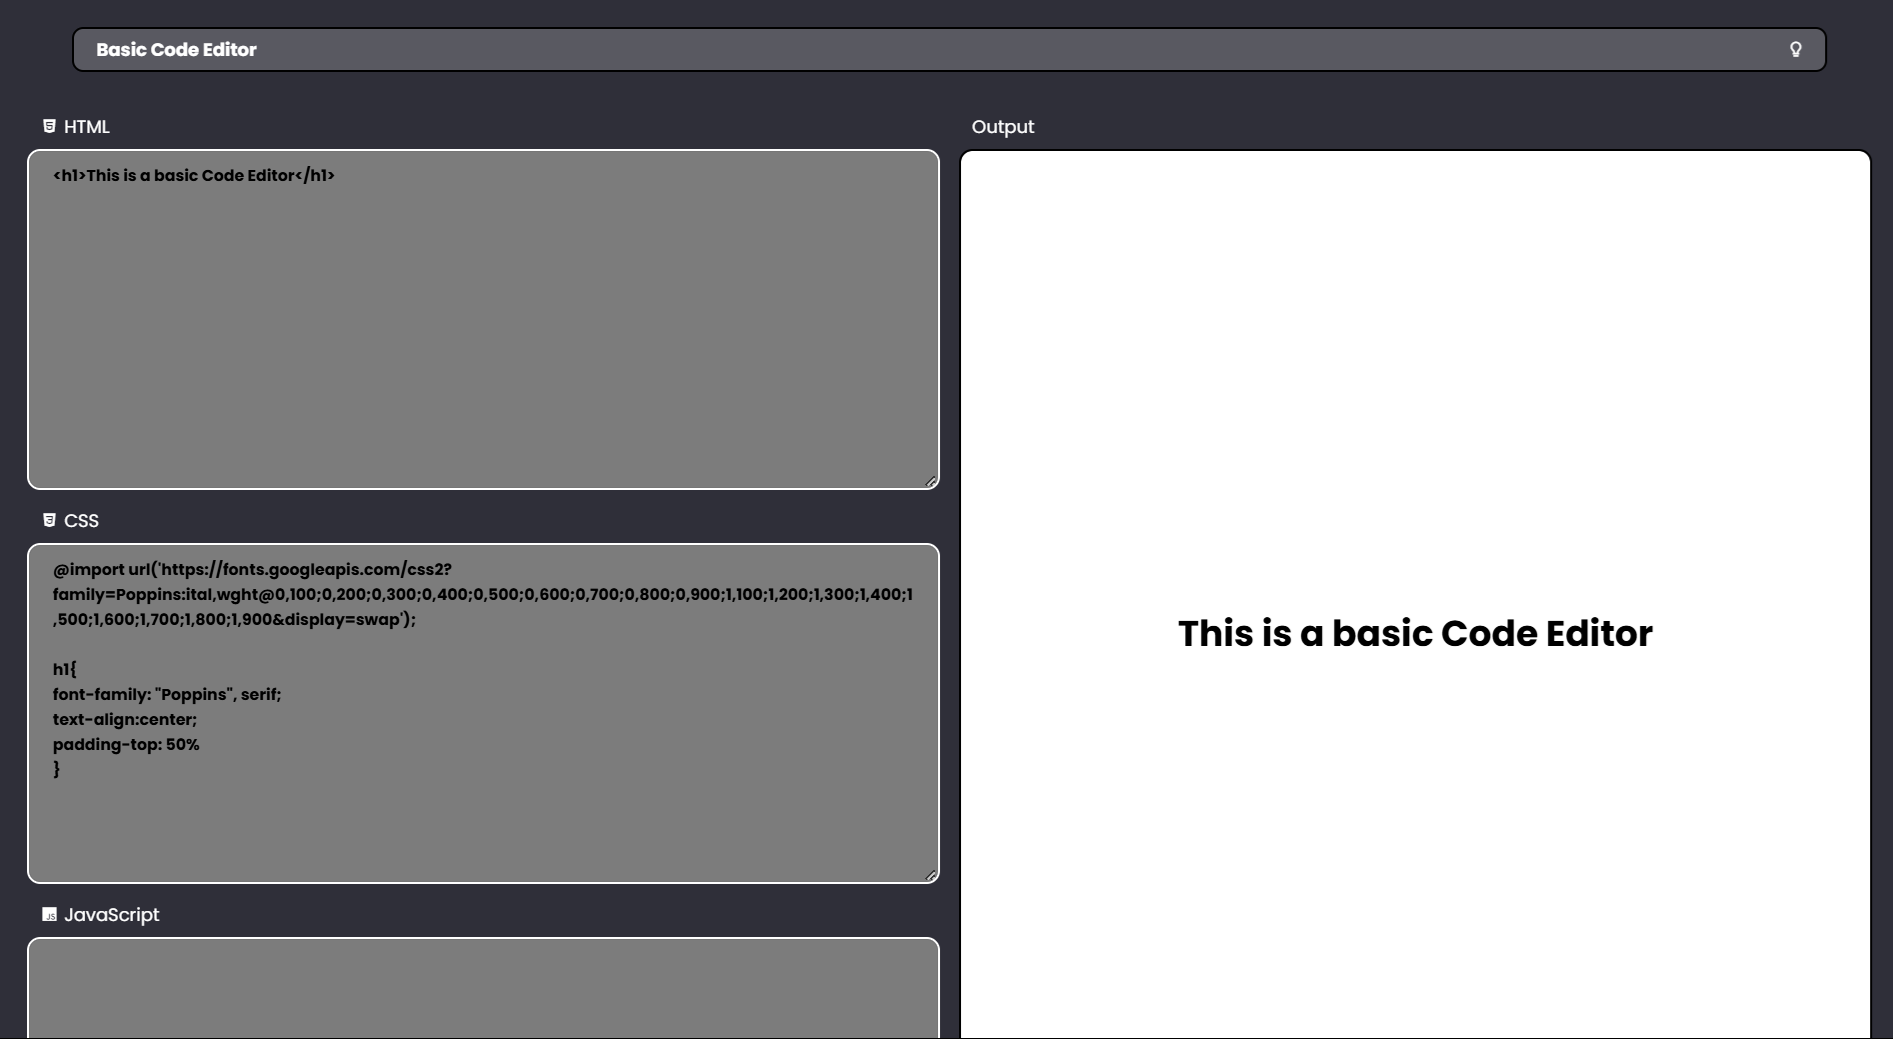 Basic Code Editor
HTML
<h1>This is a basic Code Editor</h1>
CSS
@import url('https://fonts.googleapis.com/css2?
family=Poppins:ital,wght@0,100;0,200;0,300;0,400;0,500;0,600;0,700;0,800;0,900;1,100;1,200;1,300;1,400;1
,500;1,600;1,700;1,800;1,900&display=swap');
h1{
font-family: "Poppins", serif;
text-align:center;
padding-top: 50%
}
JS JavaScript
Output
This is a basic Code Editor